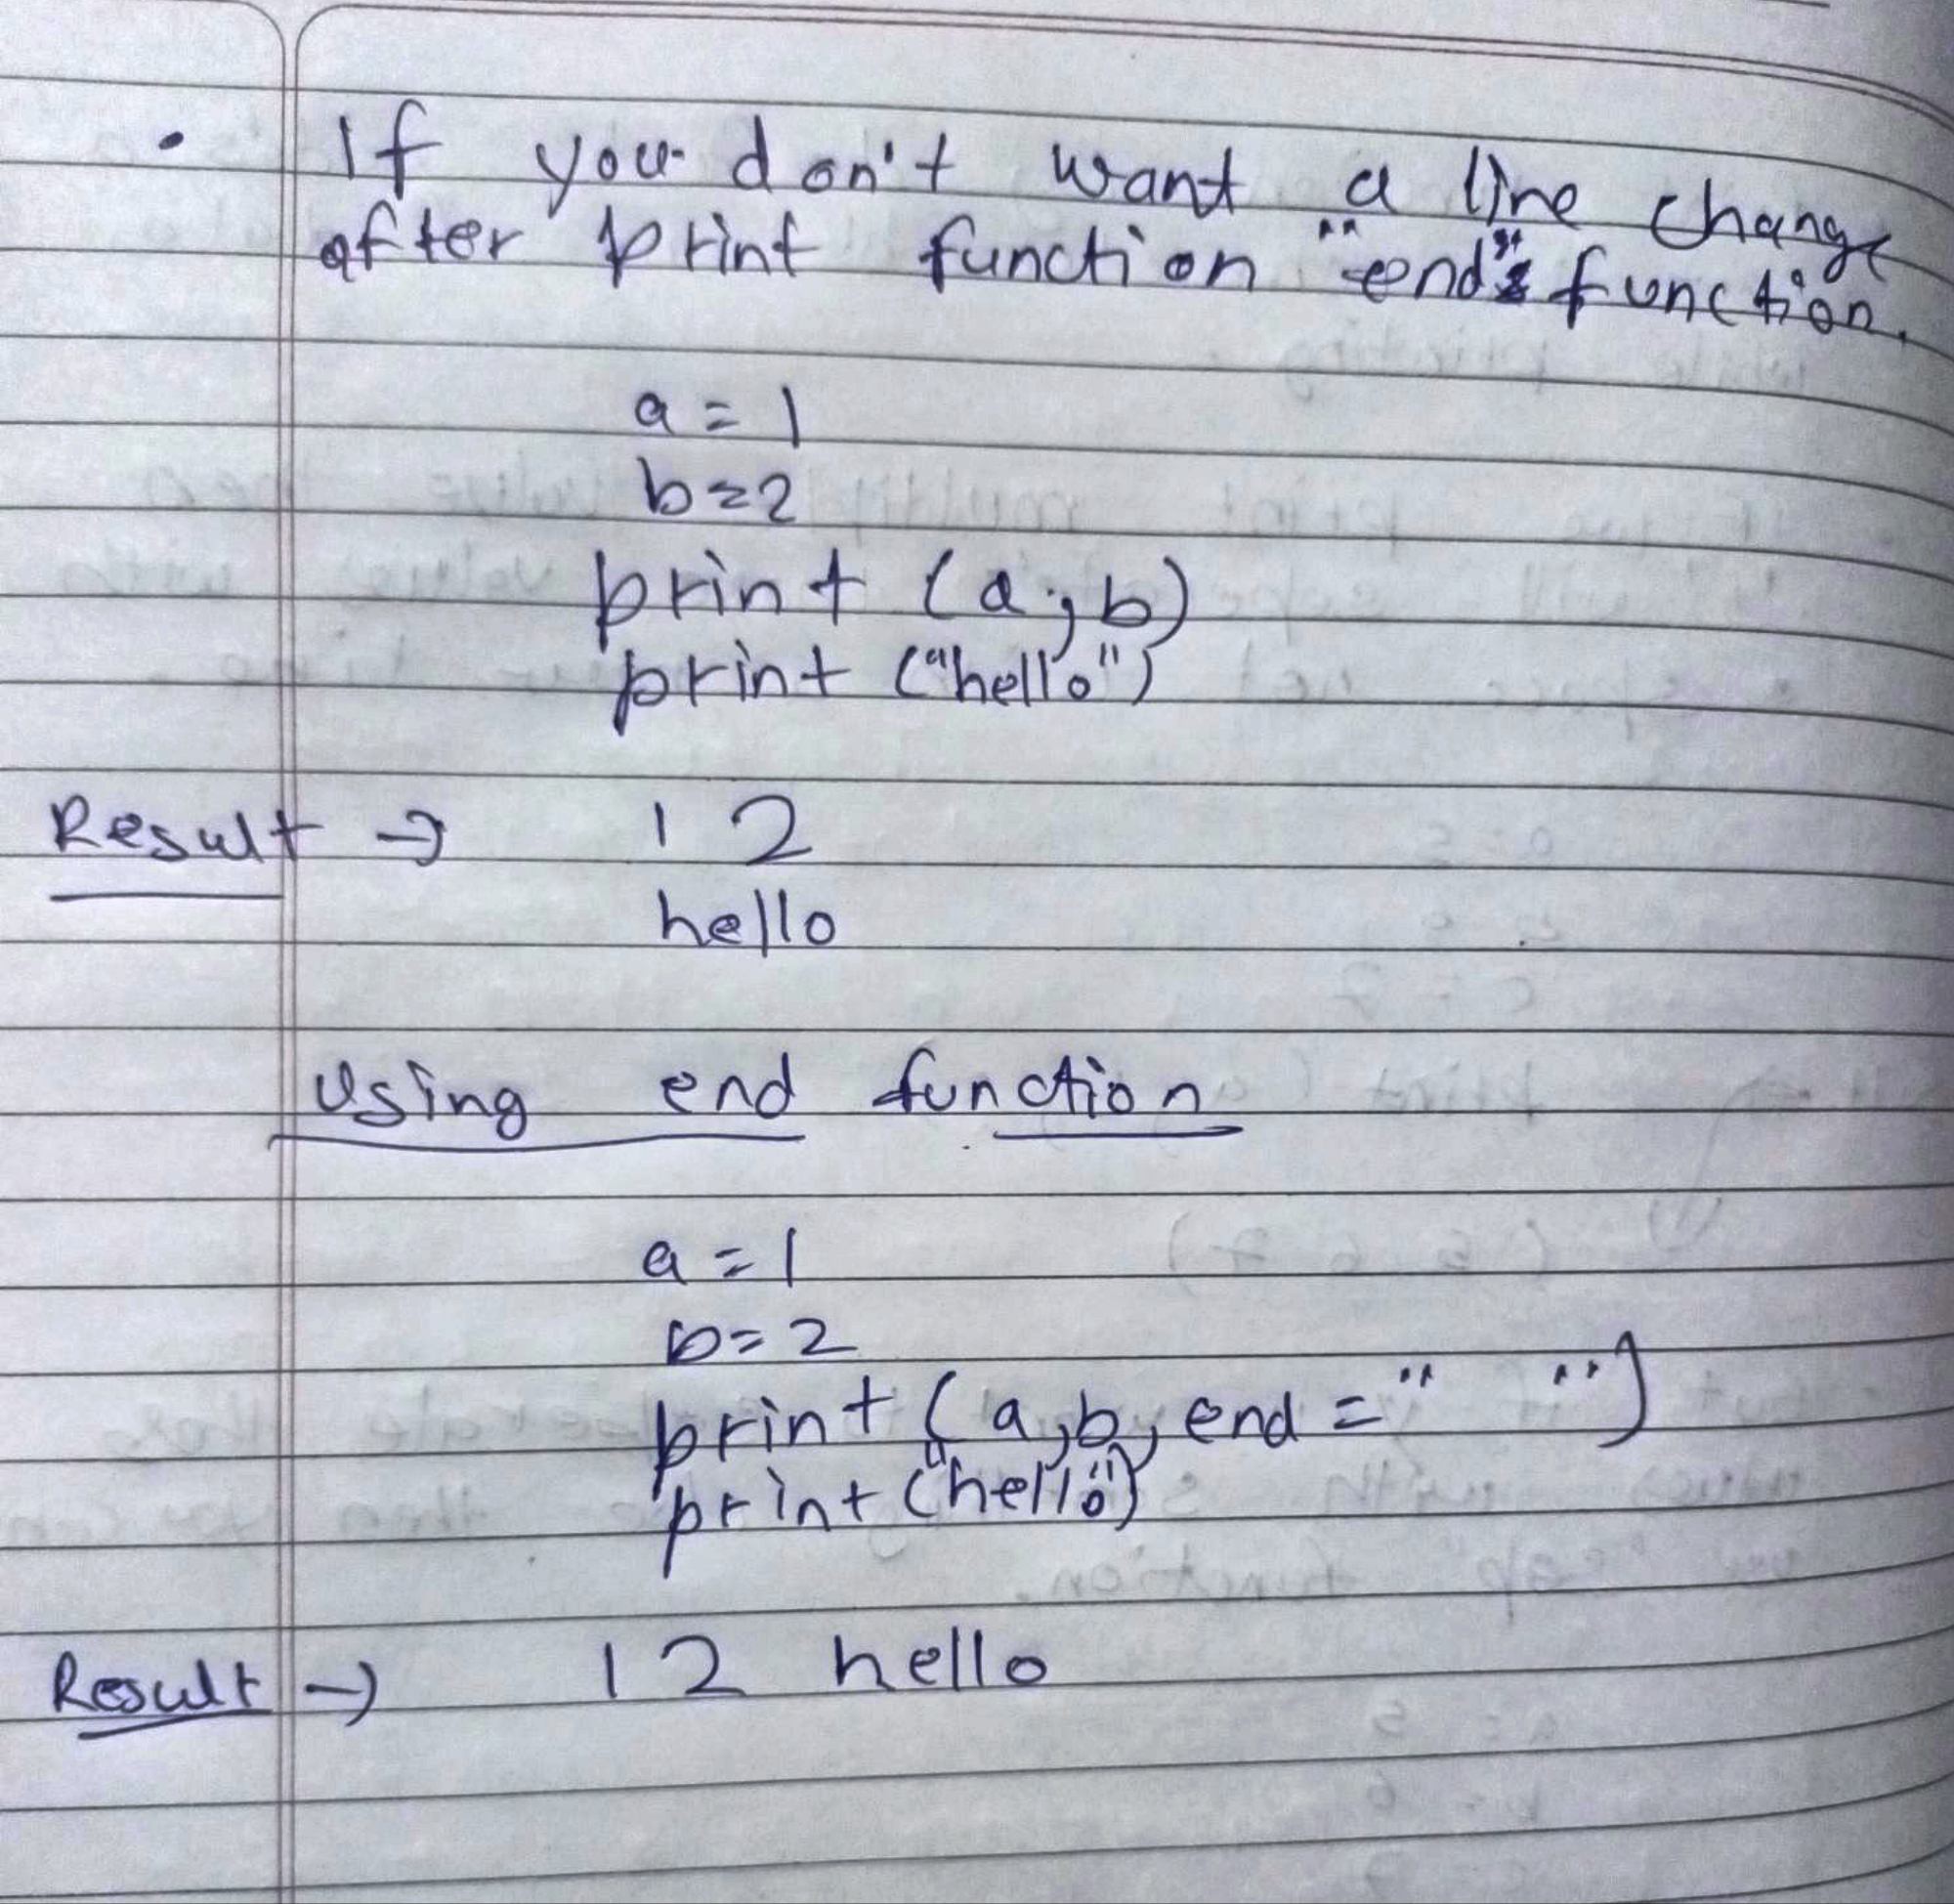 • If you don't want a line change
after print function "end" function.
a = 1
b = 2
print (a, b)
print ("hello")
Result → 1 2
hello
Using end function
a = 1
b = 2
print (a, b, end = " ")
print ("hello")
Result → 1 2 hello